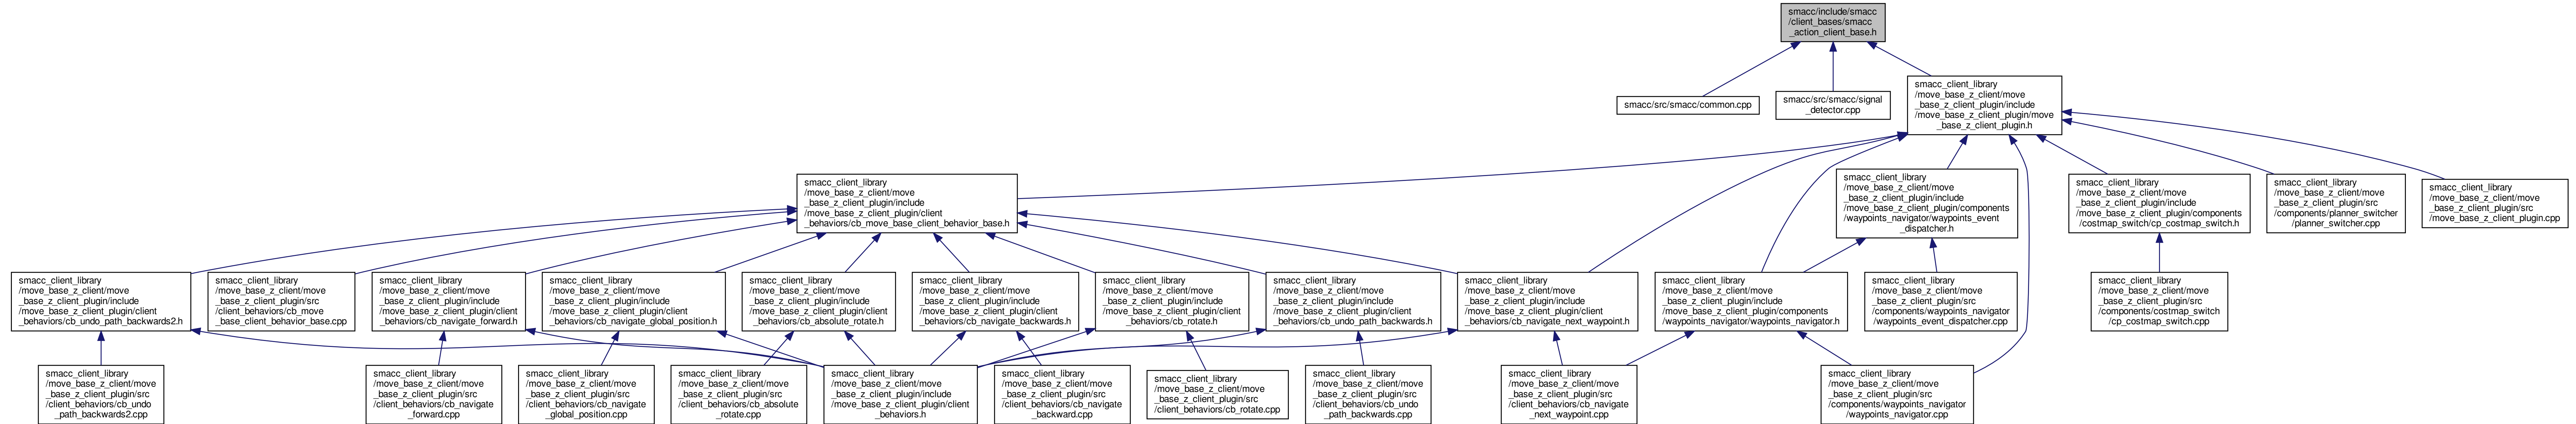 smacc/include/smacc
/client_bases/smacc
_action_client_base.h
smacc/src/smacc/common.cpp
smacc/src/smacc/signal
_detector.cpp
smacc_client_library
/move_base_z_client/move
_base_z_client_plugin/include
/move_base_z_client_plugin/move
_base_z_client_plugin.h
smacc_client_library
/move_base_z_client/move
_base_z_client_plugin/include
/move_base_z_client_plugin/client
_behaviors/cb_move_base_client_behavior_base.h
smacc_client_library
/move_base_z_client/move
_base_z_client_plugin/include
/move_base_z_client_plugin/components
/waypoints_navigator/waypoints_event
_dispatcher.h
smacc_client_library
/move_base_z_client/move
_base_z_client_plugin/include
/move_base_z_client_plugin/components
/costmap_switch/cp_costmap_switch.h
smacc_client_library
/move_base_z_client/move
_base_z_client_plugin/src
/components/planner_switcher
/planner_switcher.cpp
smacc_client_library
/move_base_z_client/move
_base_z_client_plugin/src
/move_base_z_client_plugin.cpp
smacc_client_library
/move_base_z_client/move
_base_z_client_plugin/include
/move_base_z_client_plugin/client
_behaviors/cb_undo_path_backwards2.h
smacc_client_library
/move_base_z_client/move
_base_z_client_plugin/src
/client_behaviors/cb_move
_base_client_behavior_base.cpp
smacc_client_library
/move_base_z_client/move
_base_z_client_plugin/include
/move_base_z_client_plugin/client
_behaviors/cb_navigate_forward.h
smacc_client_library
/move_base_z_client/move
_base_z_client_plugin/include
/move_base_z_client_plugin/client
_behaviors/cb_navigate_global_position.h
smacc_client_library
/move_base_z_client/move
_base_z_client_plugin/include
/move_base_z_client_plugin/client
_behaviors/cb_absolute_rotate.h
smacc_client_library
/move_base_z_client/move
_base_z_client_plugin/include
/move_base_z_client_plugin/client
_behaviors/cb_navigate_backwards.h
smacc_client_library
/move_base_z_client/move
_base_z_client_plugin/include
/move_base_z_client_plugin/client
_behaviors/cb_rotate.h
smacc_client_library
/move_base_z_client/move
_base_z_client_plugin/include
/move_base_z_client_plugin/client
_behaviors/cb_undo_path_backwards.h
smacc_client_library
/move_base_z_client/move
_base_z_client_plugin/include
/move_base_z_client_plugin/client
_behaviors/cb_navigate_next_waypoint.h
smacc_client_library
/move_base_z_client/move
_base_z_client_plugin/include
/move_base_z_client_plugin/components
/waypoints_navigator/waypoints_navigator.h
smacc_client_library
/move_base_z_client/move
_base_z_client_plugin/src
/components/waypoints_navigator
/waypoints_event_dispatcher.cpp
smacc_client_library
/move_base_z_client/move
_base_z_client_plugin/src
/components/costmap_switch
/cp_costmap_switch.cpp
smacc_client_library
/move_base_z_client/move
_base_z_client_plugin/src
/client_behaviors/cb_undo
_path_backwards2.cpp
smacc_client_library
/move_base_z_client/move
_base_z_client_plugin/src
/client_behaviors/cb_navigate
_forward.cpp
smacc_client_library
/move_base_z_client/move
_base_z_client_plugin/src
/client_behaviors/cb_navigate
_global_position.cpp
smacc_client_library
/move_base_z_client/move
_base_z_client_plugin/src
/client_behaviors/cb_absolute
_rotate.cpp
smacc_client_library
/move_base_z_client/move
_base_z_client_plugin/include
/move_base_z_client_plugin/client
_behaviors.h
smacc_client_library
/move_base_z_client/move
_base_z_client_plugin/src
/client_behaviors/cb_navigate
_backward.cpp
smacc_client_library
/move_base_z_client/move
_base_z_client_plugin/src
/client_behaviors/cb_rotate.cpp
smacc_client_library
/move_base_z_client/move
_base_z_client_plugin/src
/client_behaviors/cb_undo
_path_backwards.cpp
smacc_client_library
/move_base_z_client/move
_base_z_client_plugin/src
/client_behaviors/cb_navigate
_next_waypoint.cpp
smacc_client_library
/move_base_z_client/move
_base_z_client_plugin/src
/components/waypoints_navigator
/waypoints_navigator.cpp